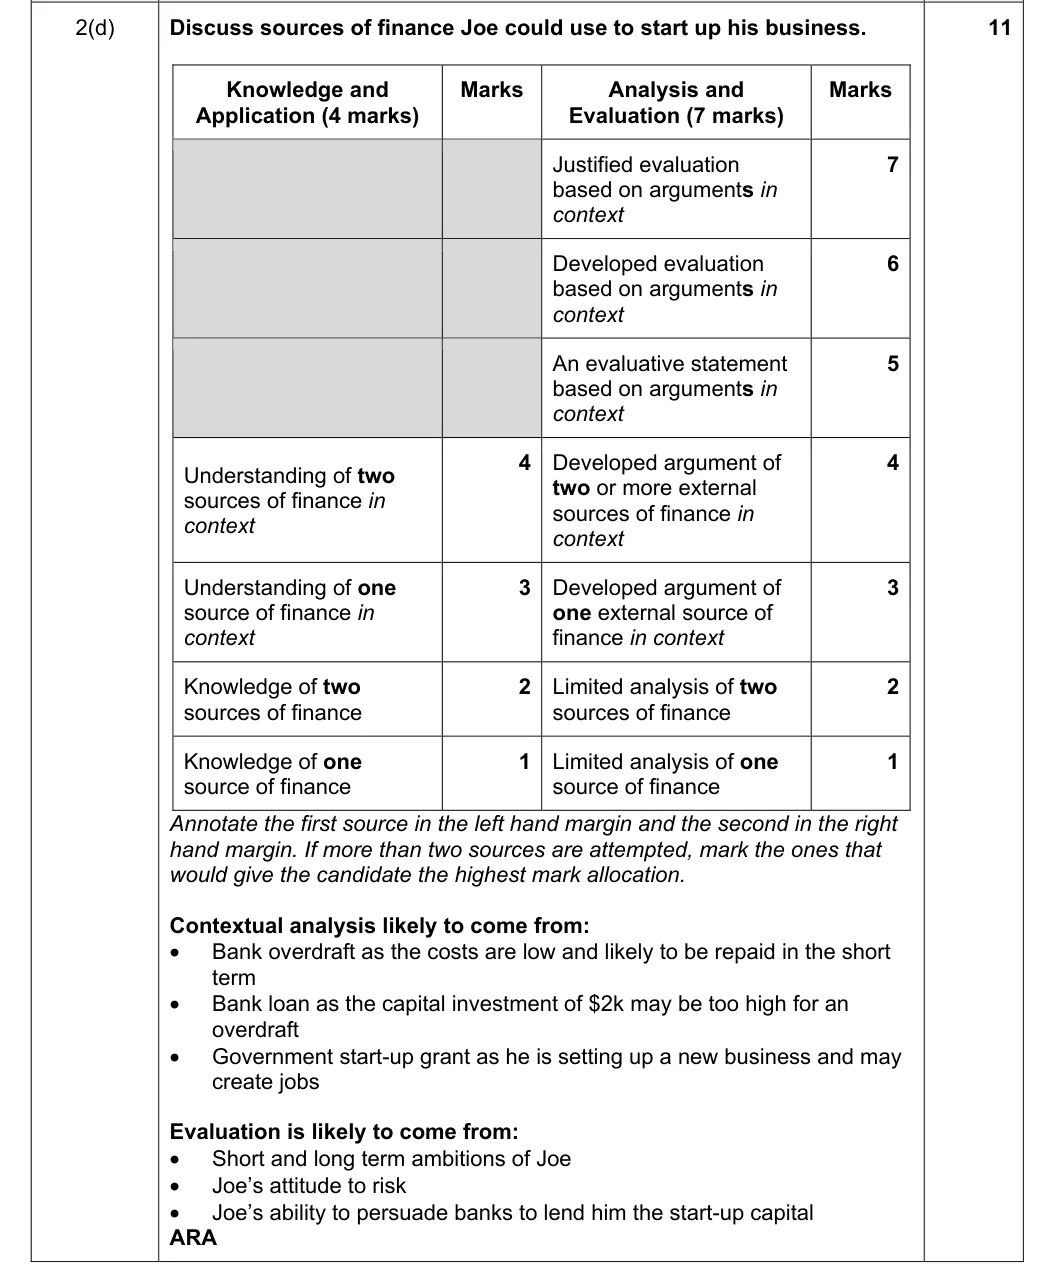 2(d)
Discuss sources of finance Joe could use to start up his business.
11
Knowledge and
Application (4 marks)
Marks
Analysis and
Evaluation (7 marks)
Marks
Justified evaluation
based on arguments in
context
7
Developed evaluation
based on arguments in
context
6
An evaluative statement
based on arguments in
context
5
Understanding of two
sources of finance in
context
4
Developed argument of
two or more external
sources of finance in
context
4
Understanding of one
source of finance in
context
3
Developed argument of
one external source of
finance in context
3
Knowledge of two
sources of finance
2
Limited analysis of two
sources of finance
2
Knowledge of one
source of finance
1
Limited analysis of one
source of finance
1
Annotate the first source in the left hand margin and the second in the right
hand margin. If more than two sources are attempted, mark the ones that
would give the candidate the highest mark allocation.
Contextual analysis likely to come from:
• Bank overdraft as the costs are low and likely to be repaid in the short
term
• Bank loan as the capital investment of $2k may be too high for an
overdraft
• Government start-up grant as he is setting up a new business and may
create jobs
Evaluation is likely to come from:
• Short and long term ambitions of Joe
• Joe’s attitude to risk
• Joe’s ability to persuade banks to lend him the start-up capital
ARA